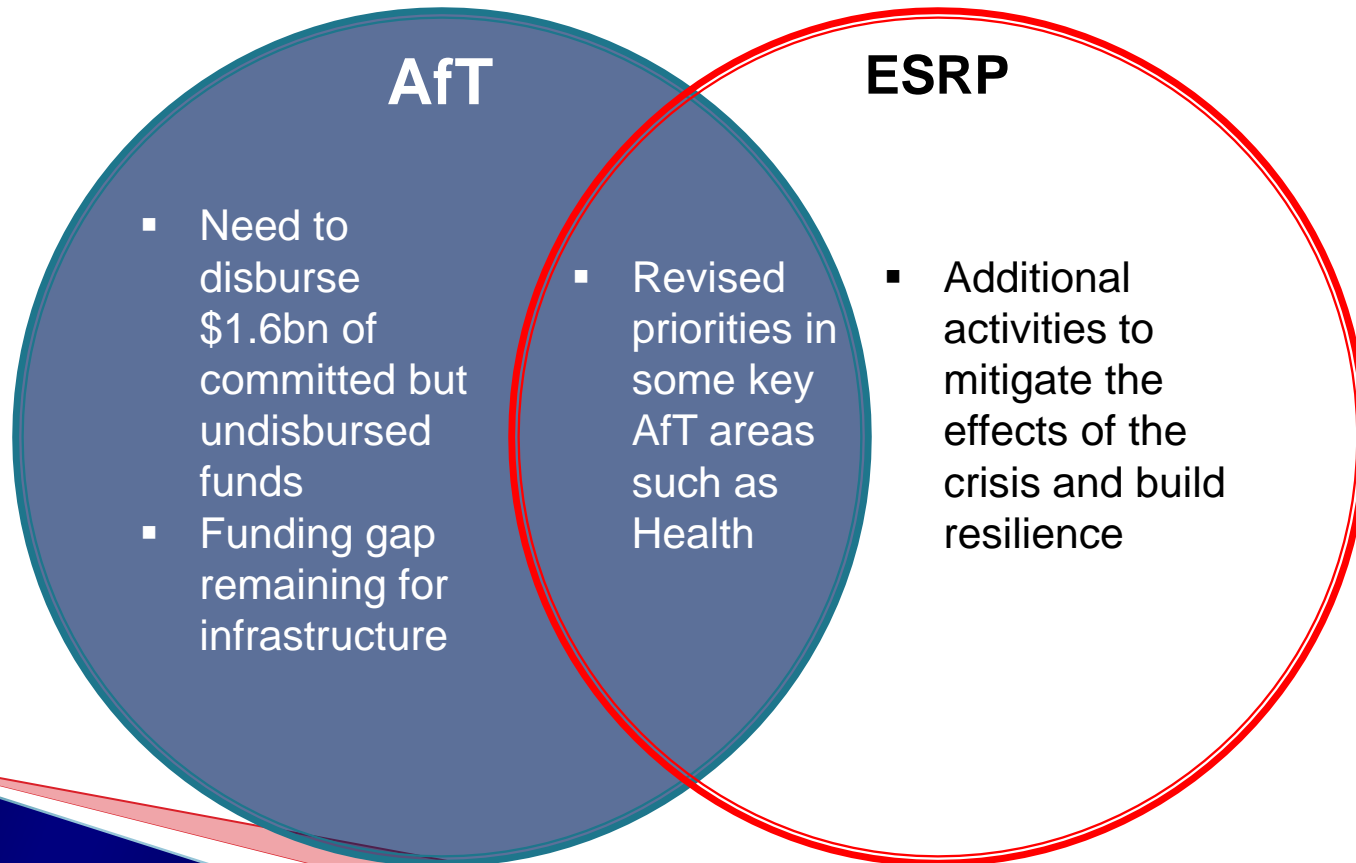 AfT
▪ Need to
disburse
$1.6bn of
committed but
undisbursed
funds
▪ Funding gap
remaining for
infrastructure
▪ Revised
priorities in
some key
AfT areas
such as
Health
ESRP
▪ Additional
activities to
mitigate the
effects of the
crisis and build
resilience